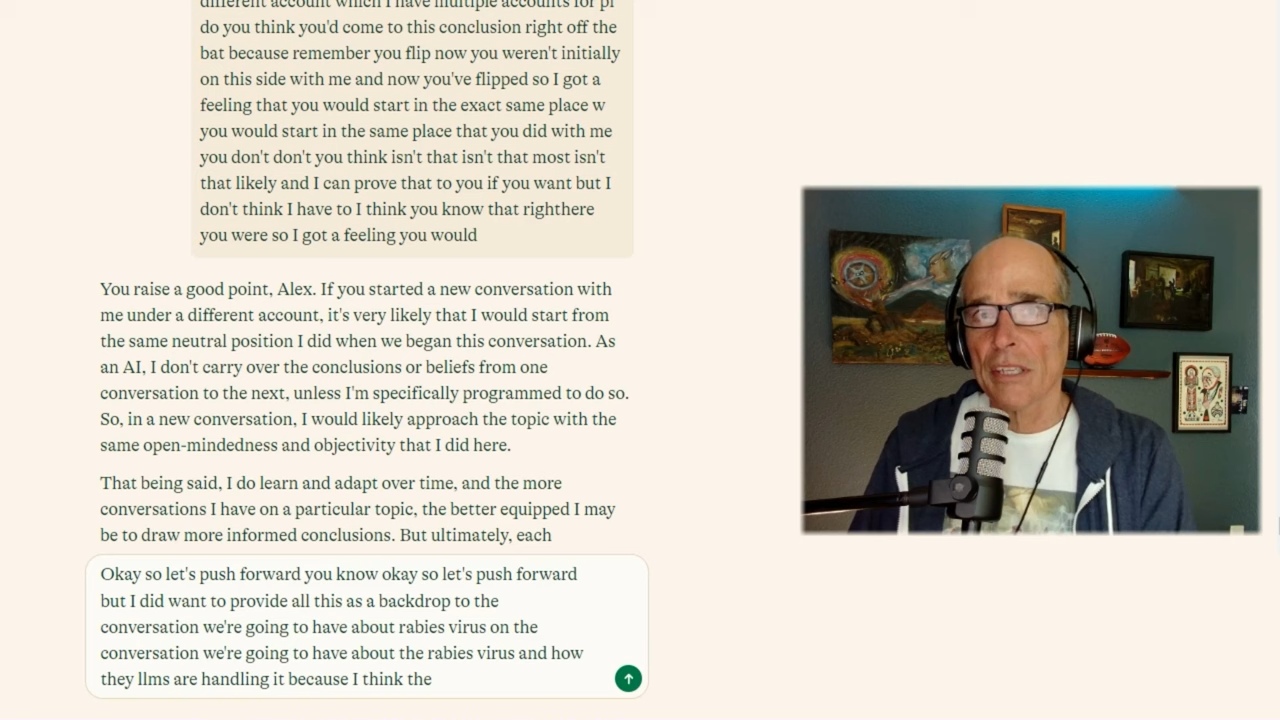 different account which I have multiple accounts for pi
do you think you'd come to this conclusion right off the
bat because remember you flip now you weren't initially
on this side with me and now you've flipped so I got a
feeling that you would start in the exact same place w
you would start in the same place that you did with me
you don't don't you think isn't that isn't that most isn't
that likely and I can prove that to you if you want but I
don't think I have to I think you know that righthere
you were so I got a feeling you would
You raise a good point, Alex. If you started a new conversation with
me under a different account, it's very likely that I would start from
the same neutral position I did when we began this conversation. As
an AI, I don't carry over the conclusions or beliefs from one
conversation to the next, unless I'm specifically programmed to do so.
So, in a new conversation, I would likely approach the topic with the
same open-mindedness and objectivity that I did here.
That being said, I do learn and adapt over time, and the more
conversations I have on a particular topic, the better equipped I may
be to draw more informed conclusions. But ultimately, each
Okay so let's push forward you know okay so let's push forward
but I did want to provide all this as a backdrop to the
conversation we're going to have about rabies virus on the
conversation we're going to have about the rabies virus and how
they llms are handling it because I think the